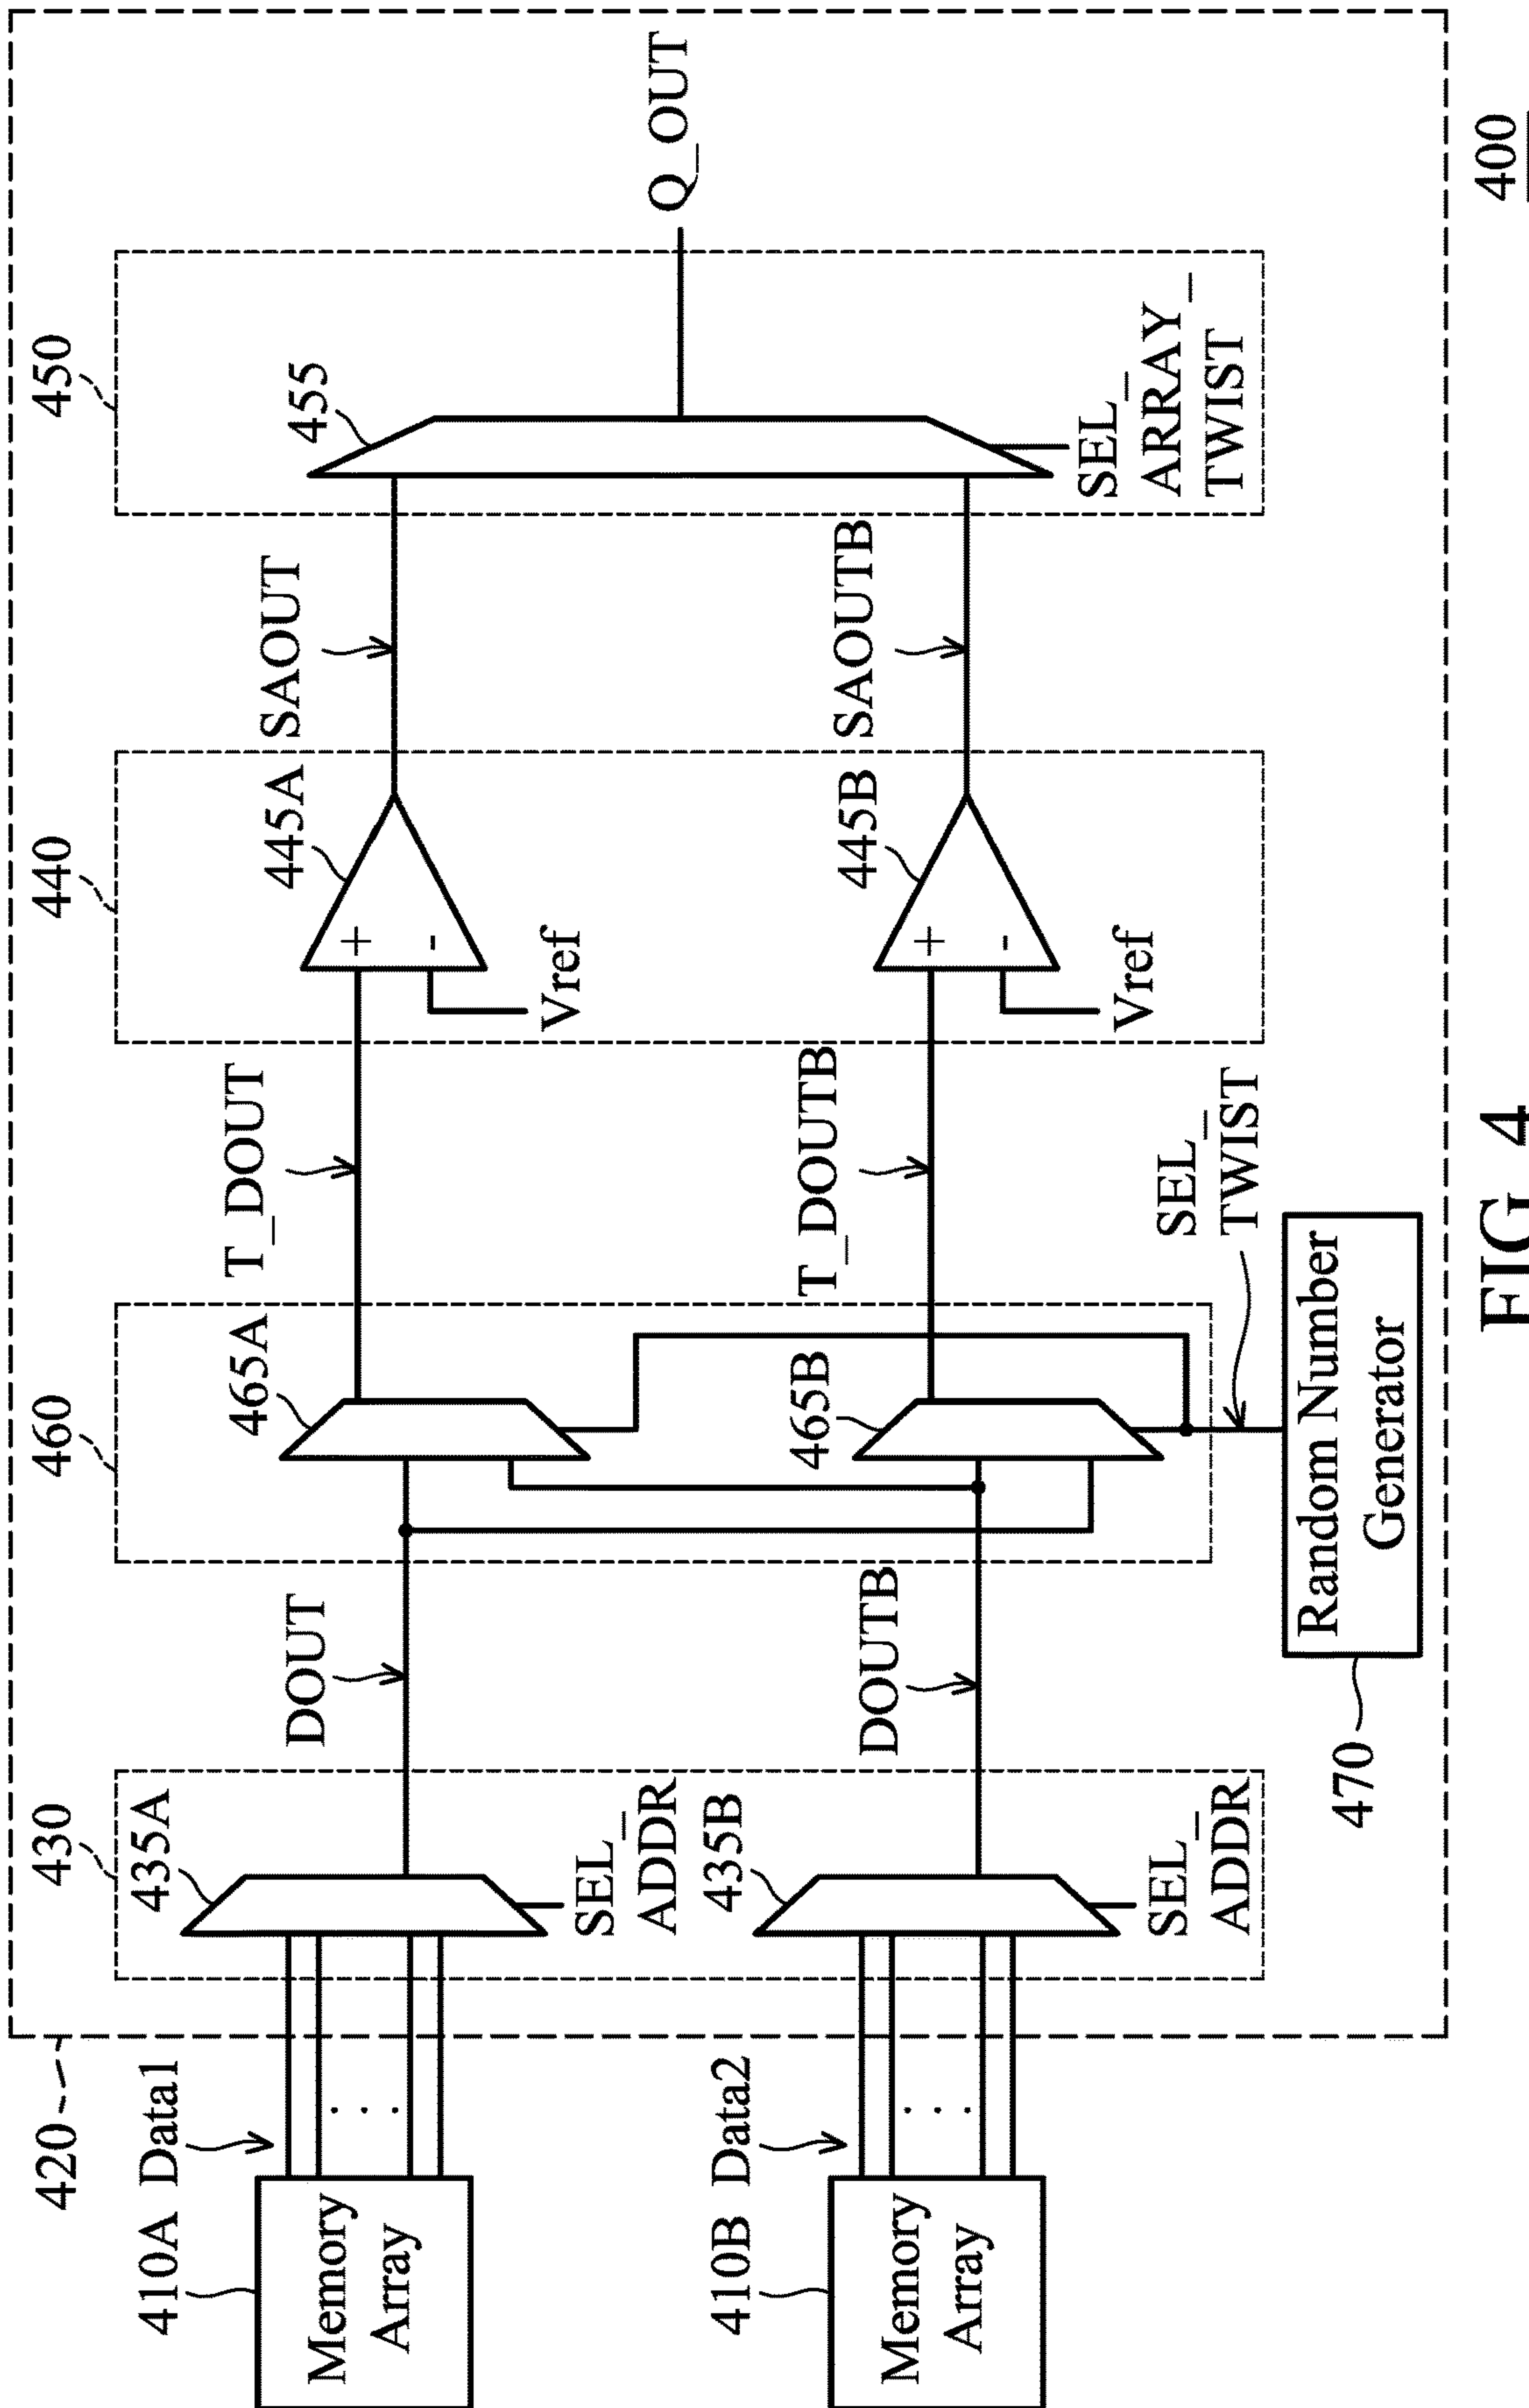 420
430
460
440
450
410A
Data1
435A
465A
445A
455
Memory
Array
DOUT
T_DOUT
SAOUT
SEL_
ADDR
Vref
Q_OUT
410B
Data2
435B
465B
445B
Memory
Array
DOUTB
T_DOUTB
SAOUTB
SEL_
ADDR
Vref
SEL_
ARRAY_
TWIST
SEL_
TWIST
470
Random Number
Generator
+
-
+
-
400
FIG. 4